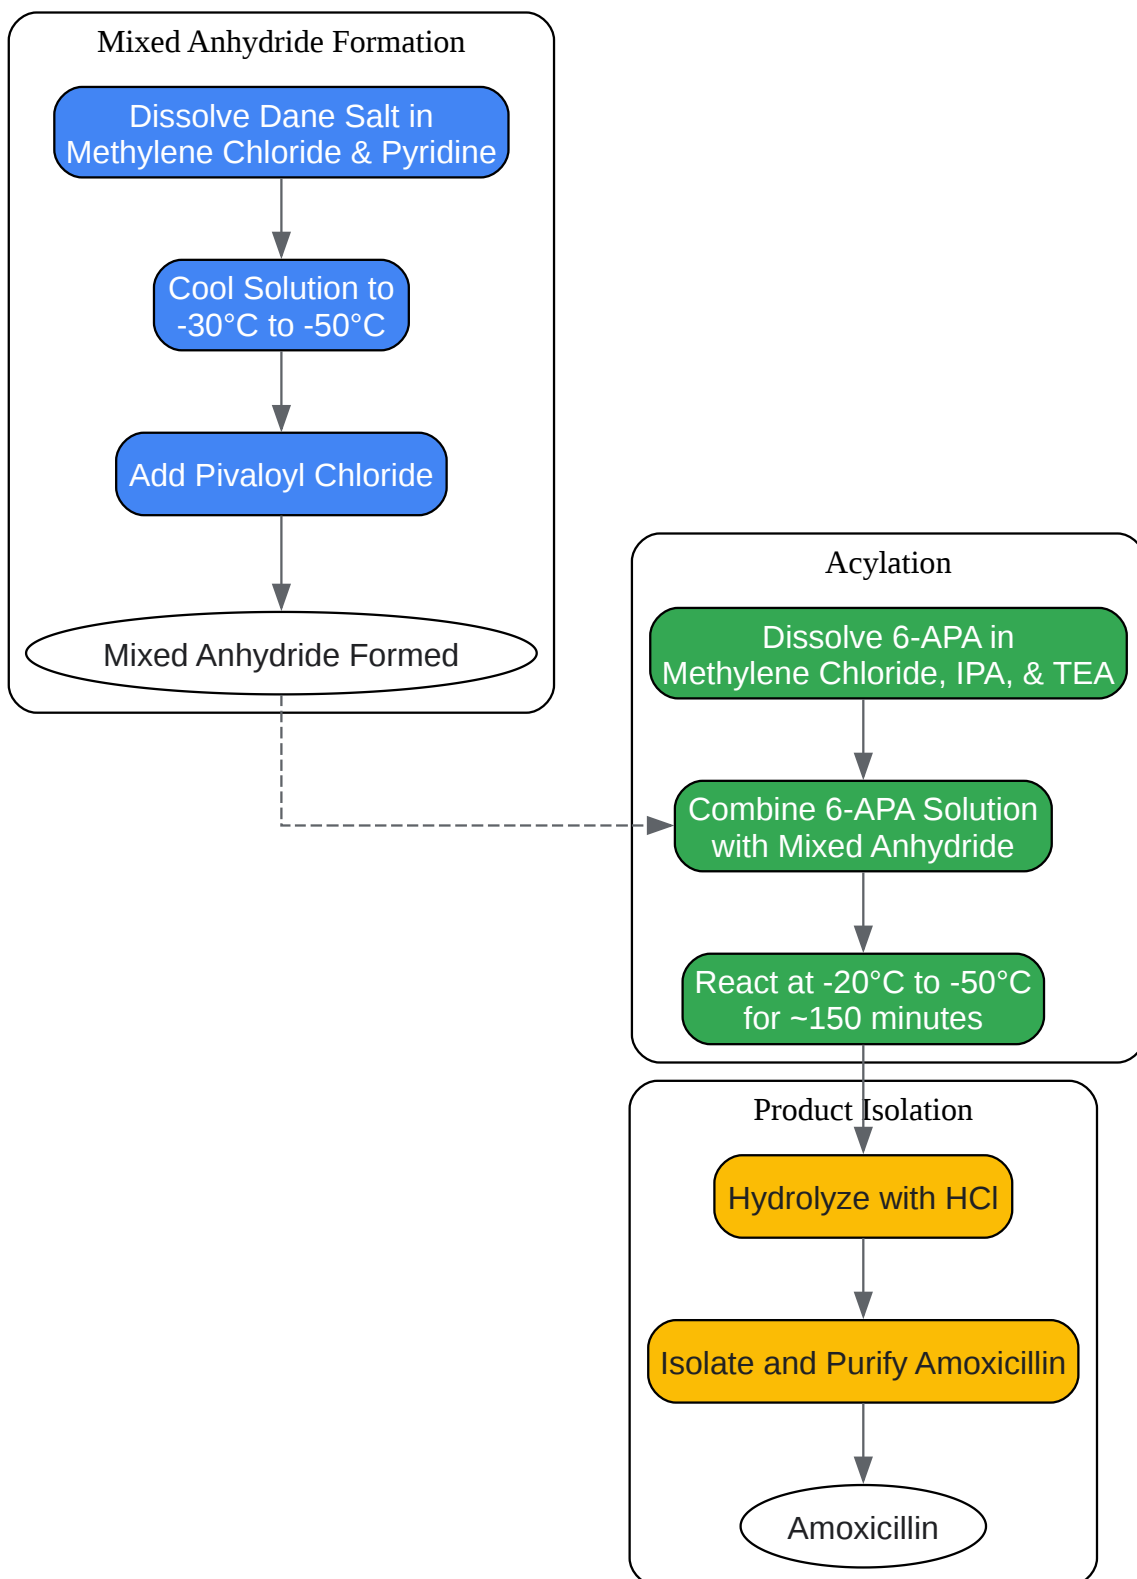 Mixed Anhydride Formation
Dissolve Dane Salt in
Methylene Chloride & Pyridine
Cool Solution to
-30°C to -50°C
Add Pivaloyl Chloride
Mixed Anhydride Formed
Acylation
Dissolve 6-APA in
Methylene Chloride, IPA, & TEA
Combine 6-APA Solution
with Mixed Anhydride
React at -20°C to -50°C
for ~150 minutes
Product Isolation
Hydrolyze with HCl
Isolate and Purify Amoxicillin
Amoxicillin